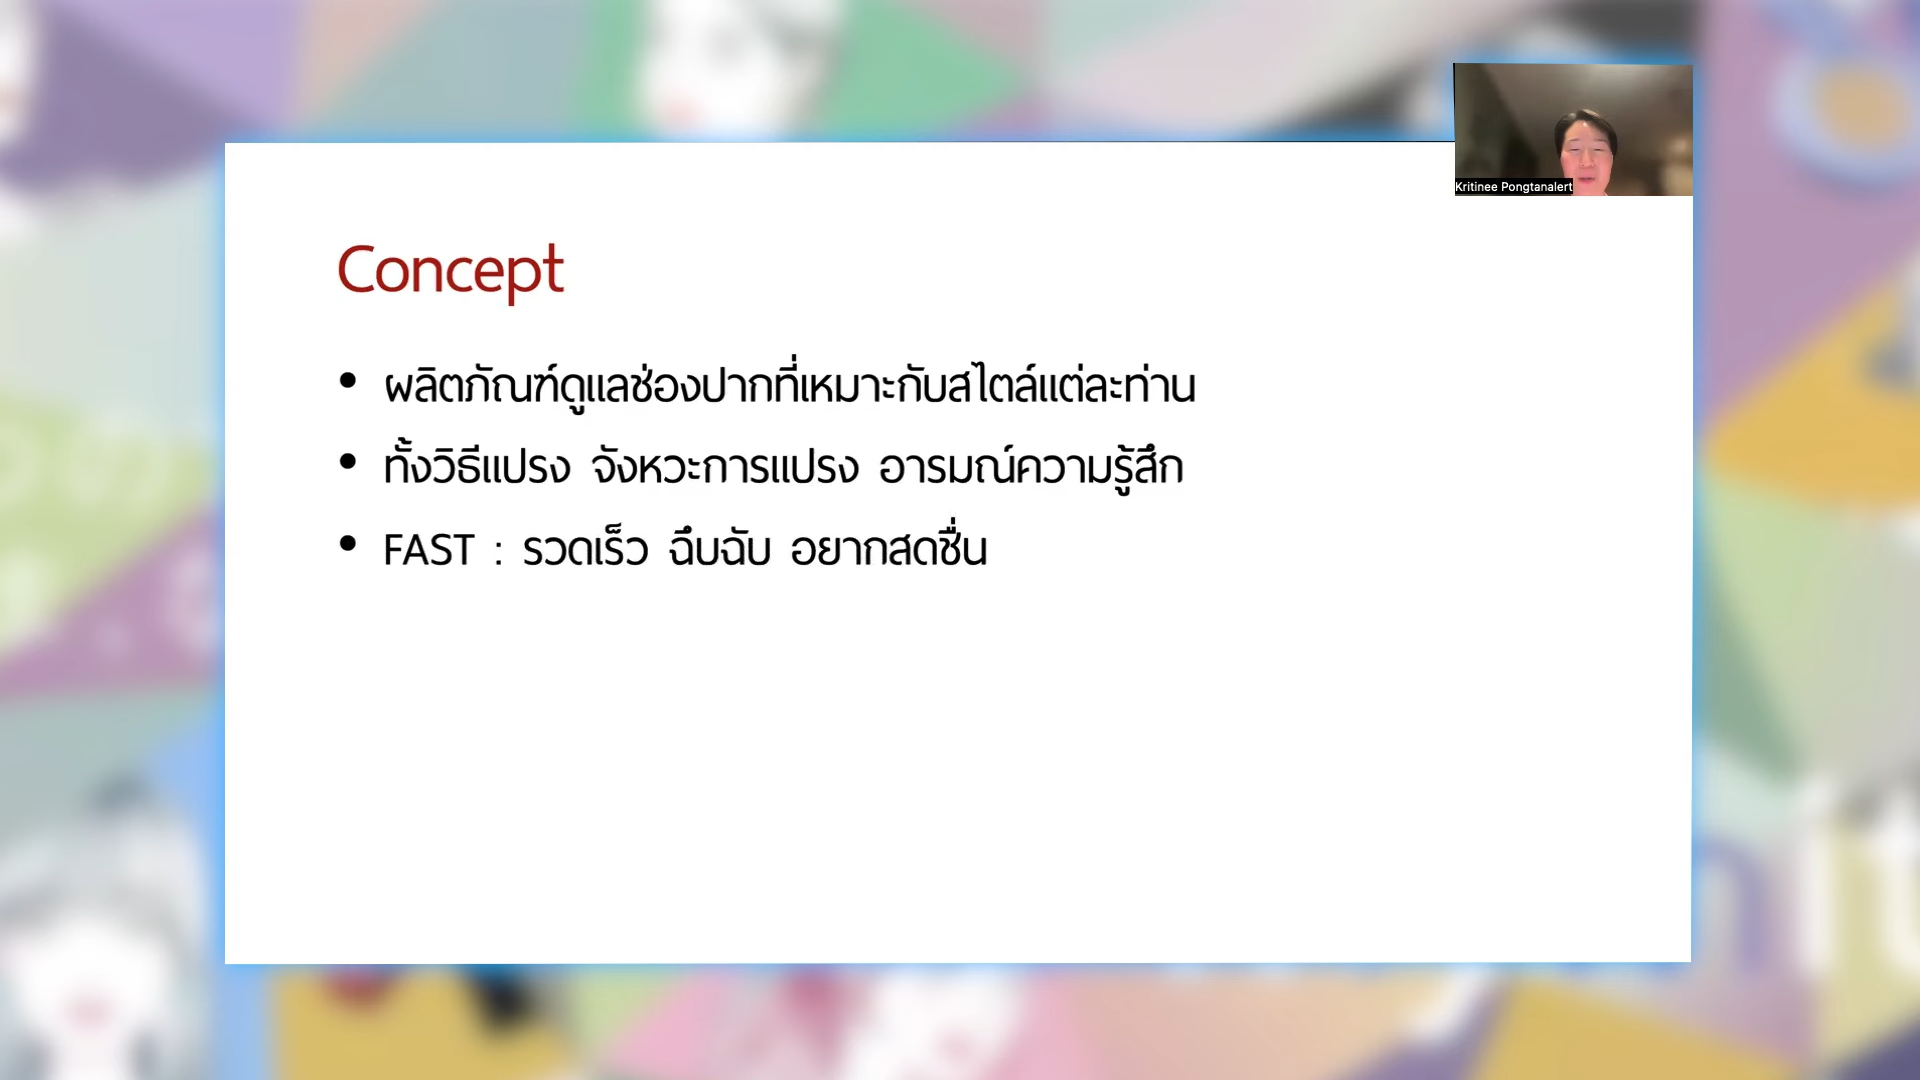 Kritinee Pongtanalert
Concept
• ผลิตภัณฑ์ดูแลช่องปากที่เหมาะกับสไตล์แต่ละท่าน
• ทั้งวิธีแปรง จังหวะการแปรง อารมณ์ความรู้สึก
• FAST : รวดเร็ว ฉึบฉับ อยากสดชื่น